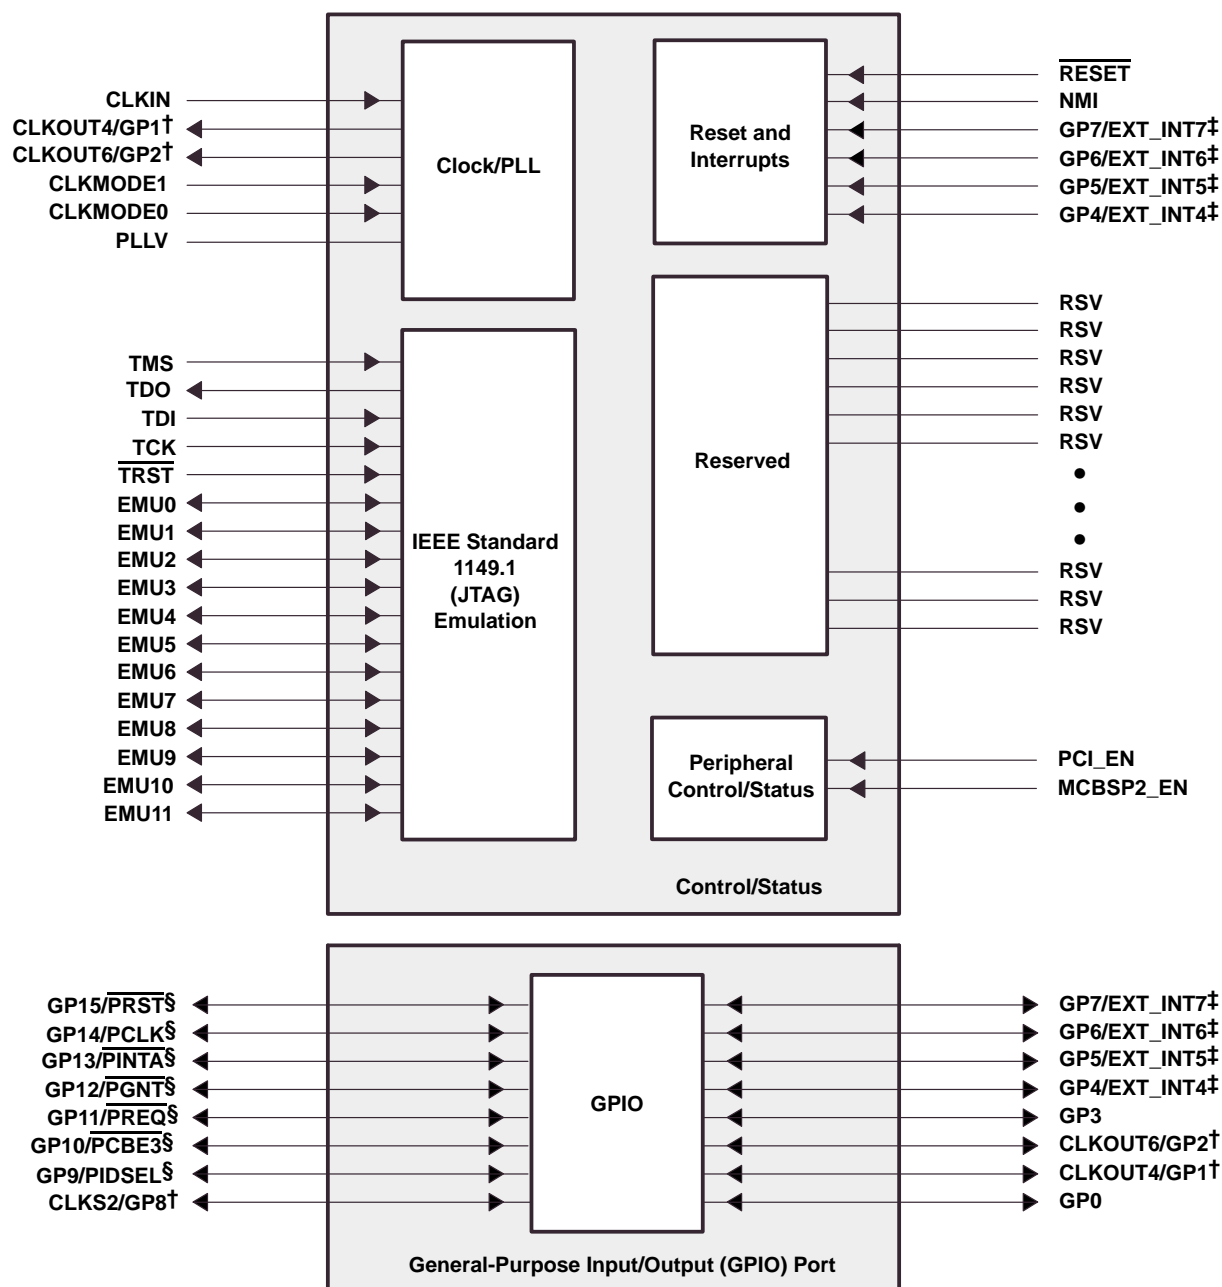 CLKIN
CLKOUT4/GP1†
CLKOUT6/GP2†
CLKMODE1
CLKMODE0
PLLV
Clock/PLL
Reset and
Interrupts
RESET
NMI
GP7/EXT_INT7‡
GP6/EXT_INT6‡
GP5/EXT_INT5‡
GP4/EXT_INT4‡
TMS
TDO
TDI
TCK
TRST
EMU0
EMU1
EMU2
EMU3
EMU4
EMU5
EMU6
EMU7
EMU8
EMU9
EMU10
EMU11
IEEE Standard
1149.1
(JTAG)
Emulation
Reserved
RSV
RSV
RSV
RSV
RSV
RSV
•
•
•
RSV
RSV
RSV
Peripheral
Control/Status
PCI_EN
MCBSP2_EN
Control/Status
GP15/PRST§
GP14/PCLK§
GP13/PINTA§
GP12/PGNT§
GP11/PREQ§
GP10/PCBE3§
GP9/PIDSEL§
CLKS2/GP8†
GPIO
GP7/EXT_INT7‡
GP6/EXT_INT6‡
GP5/EXT_INT5‡
GP4/EXT_INT4‡
GP3
CLKOUT6/GP2†
CLKOUT4/GP1†
GP0
General-Purpose Input/Output (GPIO) Port